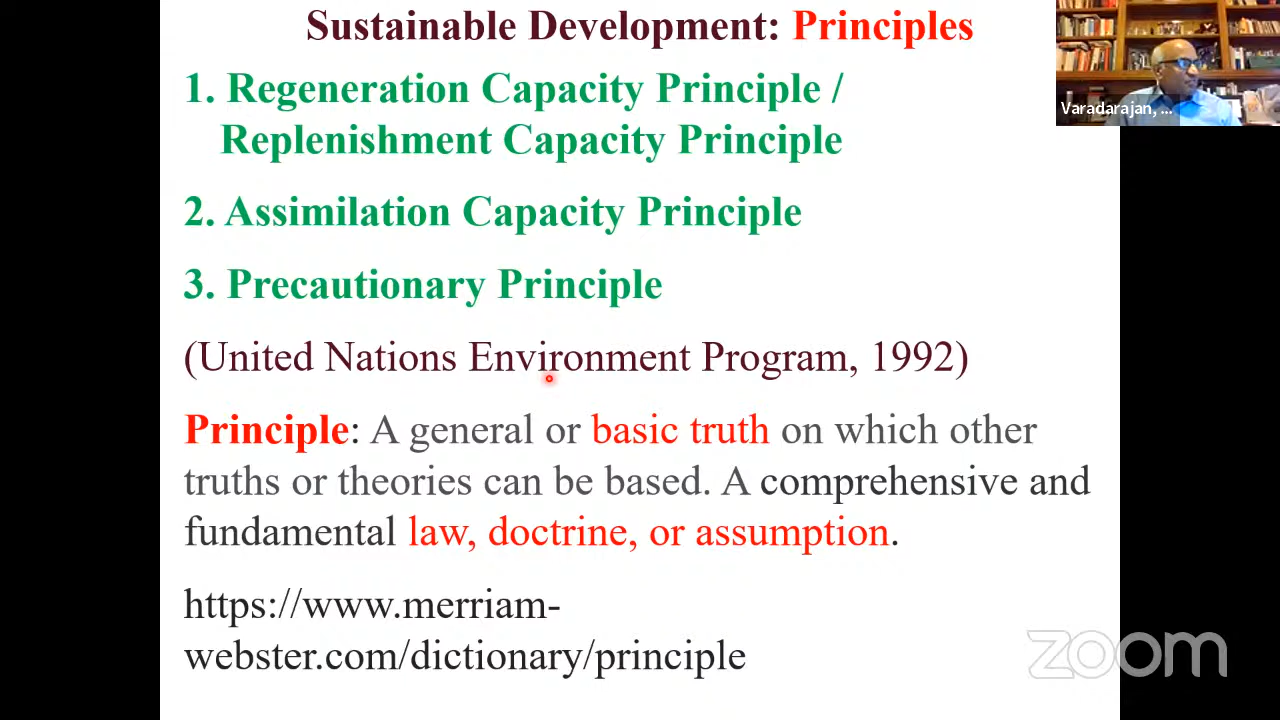 Sustainable Development: Principles
1. Regeneration Capacity Principle /
Replenishment Capacity Principle
2. Assimilation Capacity Principle
3. Precautionary Principle
(United Nations Environment Program, 1992)
Principle: A general or basic truth on which other
truths or theories can be based. A comprehensive and
fundamental law, doctrine, or assumption.
https://www.merriam-
webster.com/dictionary/principle
Varadarajan, ...
zoom